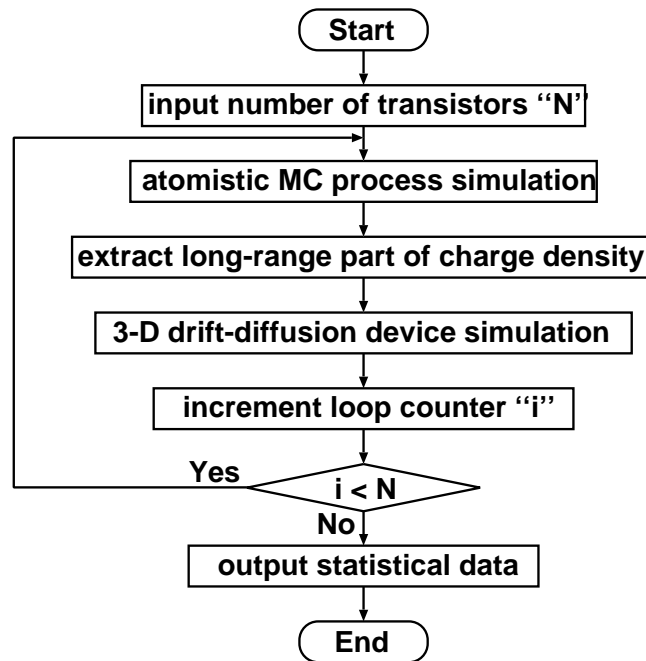 Start
input number of transistors ‘‘N’’
atomistic MC process simulation
extract long-range part of charge density
3-D drift-diffusion device simulation
increment loop counter ‘‘i’’
Yes
i < N
No
output statistical data
End